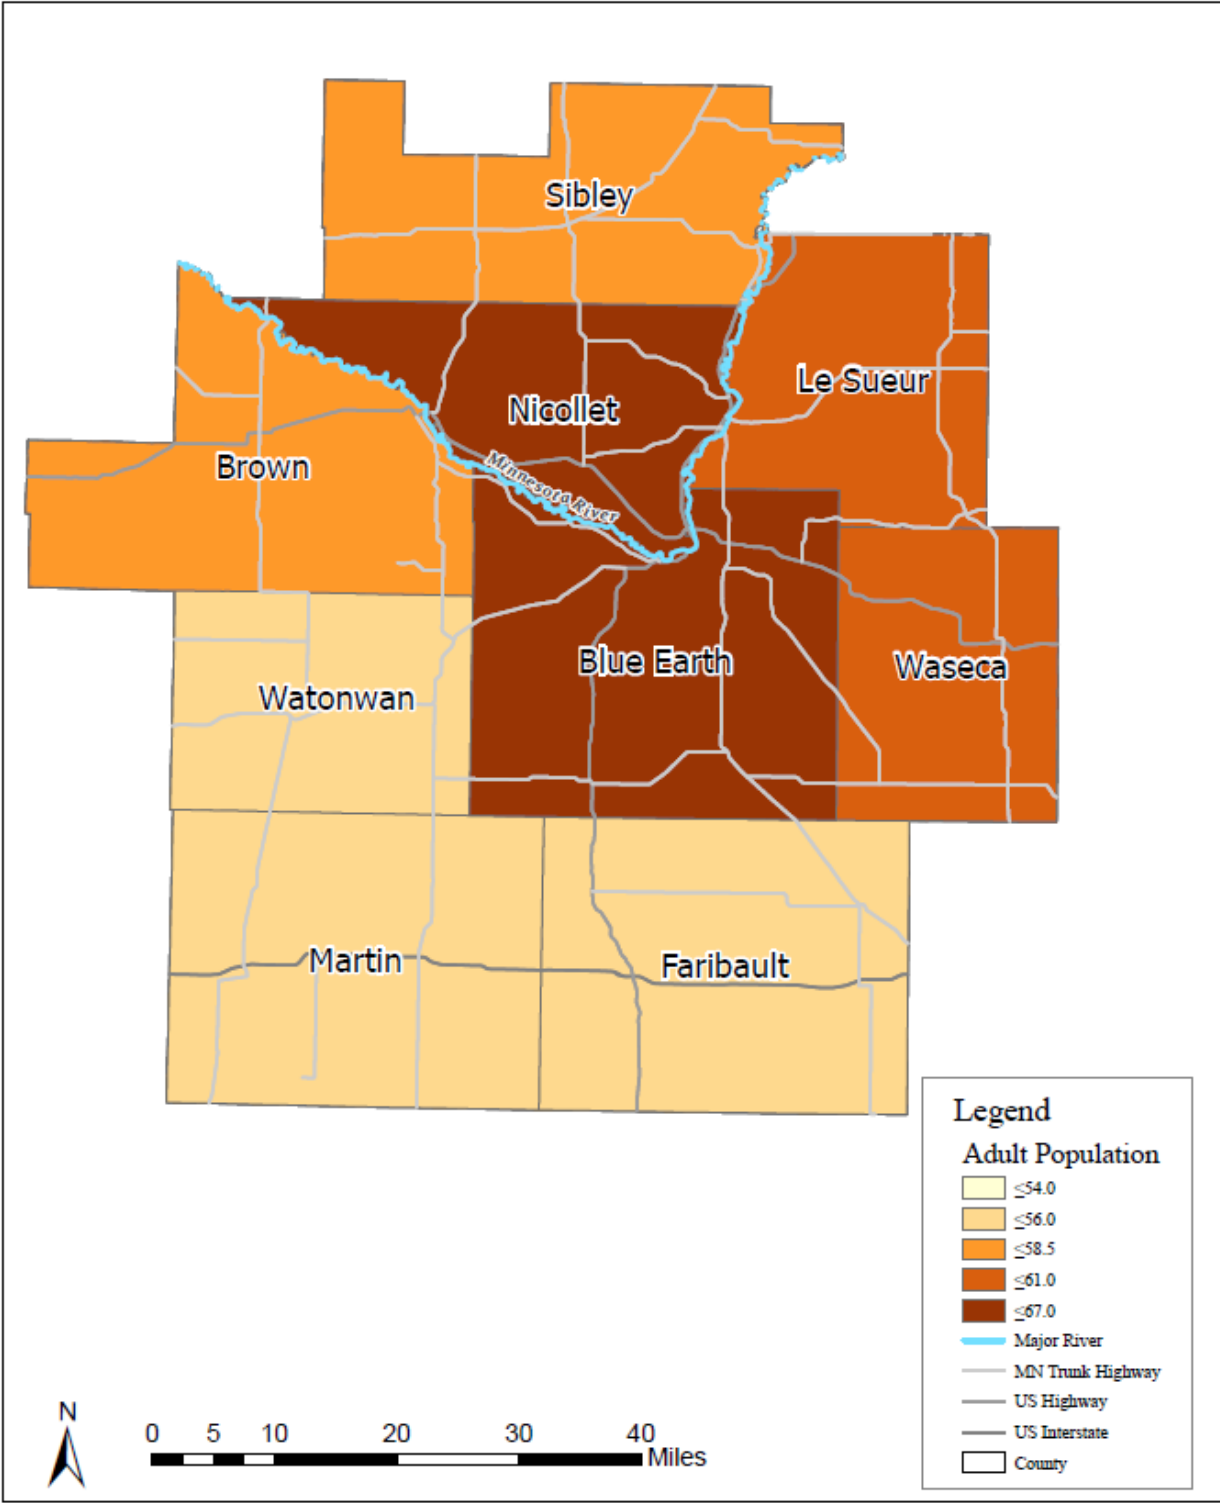 Sibley
Le Sueur
Nicollet
Brown
Minnesota River
Blue Earth
Waseca
Watonwan
Martin
Faribault
Legend
Adult Population
≤54.0
≤56.0
≤58.5
≤61.0
≤67.0
Major River
MN Trunk Highway
US Highway
US Interstate
County
N
0 5 10 20 30 40
Miles